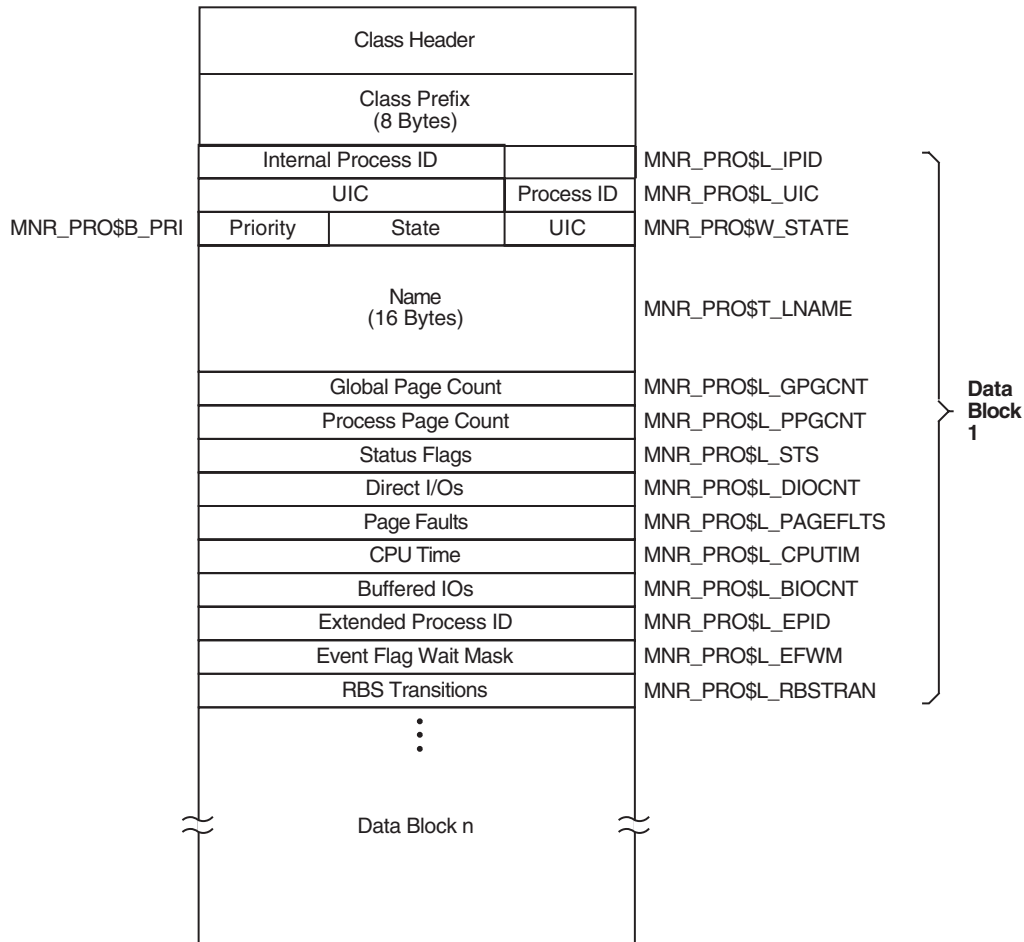 Class Header
Class Prefix
(8 Bytes)
Internal Process ID MNR_PRO$L_IPID
UIC Process ID MNR_PRO$L_UIC
MNR_PRO$B_PRI Priority State UIC MNR_PRO$W_STATE
Name
(16 Bytes) MNR_PRO$T_LNAME
Global Page Count MNR_PRO$L_GPGCNT
Process Page Count MNR_PRO$L_PPGCNT
Status Flags MNR_PRO$L_STS
Direct I/Os MNR_PRO$L_DIOCNT
Page Faults MNR_PRO$L_PAGEFLTS
CPU Time MNR_PRO$L_CPUTIM
Buffered IOs MNR_PRO$L_BIOCNT
Extended Process ID MNR_PRO$L_EPID
Event Flag Wait Mask MNR_PRO$L_EFWM
RBS Transitions MNR_PRO$L_RBSTRAN
Data
Block
1
Data Block n